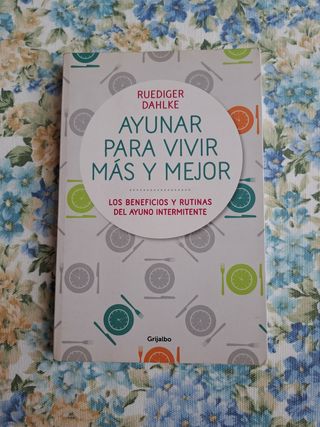 RUEDIGER
DAHLKE
AYUNAR
PARA VIVIR
MÁS Y MEJOR
LOS BENEFICIOS Y RUTINAS
DEL AYUNO INTERMITENTE
Grijalbo